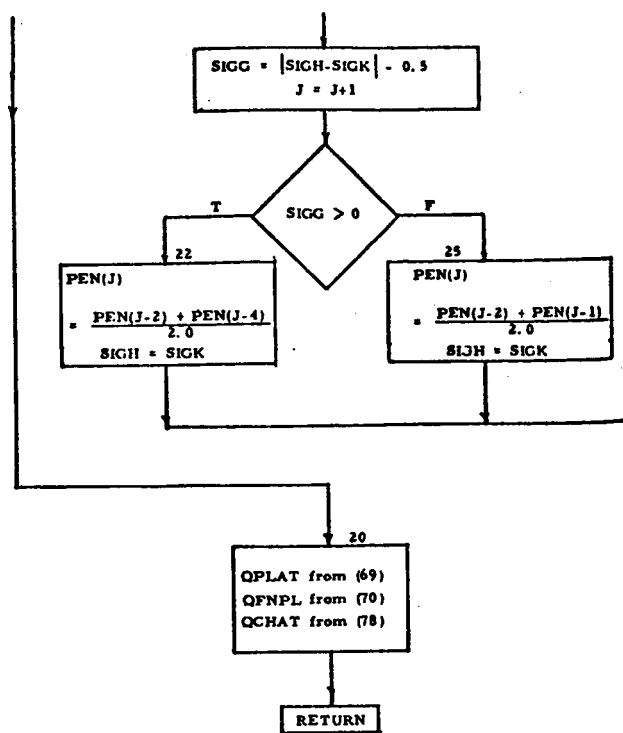 SIGG = |SIGH-SIGK| - 0.5
J = J+1
T
SIGG > 0
F
22
PEN(J)
= PEN(J-2) + PEN(J-4)
2.0
SIGH = SIGK
25
PEN(J)
= PEN(J-2) + PEN(J-1)
2.0
SIGH = SIGK
20
QPLAT from (69)
QFNPL from (70)
QCHAT from (78)
RETURN